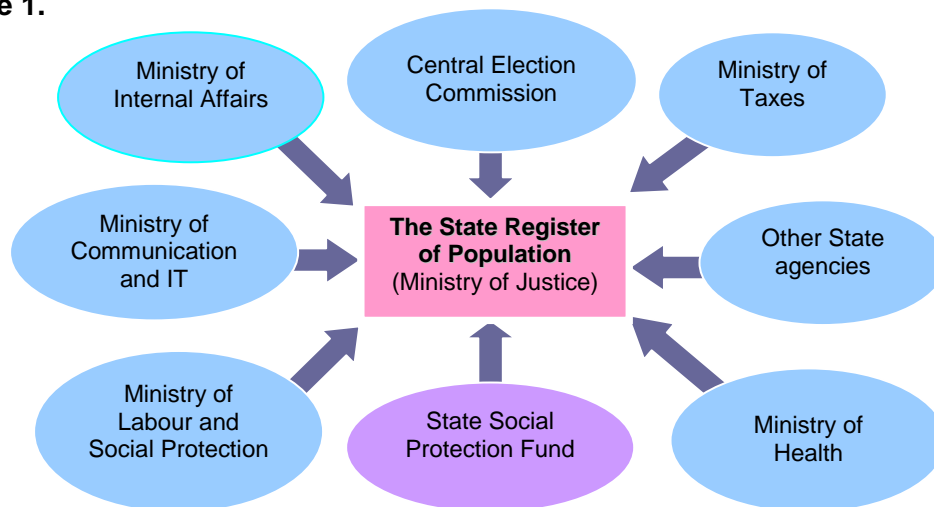 e 1.
Ministry of
Internal Affairs
Central Election
Commission
Ministry of
Taxes
Ministry of
Communication
and IT
The State Register
of Population
(Ministry of Justice)
Other State
agencies
Ministry of
Labour and
Social Protection
State Social
Protection Fund
Ministry of
Health